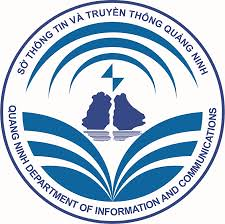 SỞ THÔNG TIN VÀ TRUYỀN THÔNG QUẢNG NINH
QUANG NINH DEPARTMENT OF INFORMATION AND COMMUNICATIONS